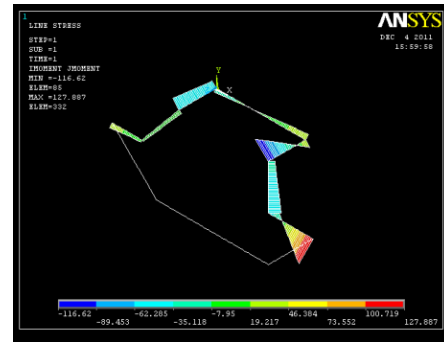 1
LINE STRESS
STEP=1
SUB =1
TIME=1
IMOMENT JMOMENT
MIN =-116.62
ELEM=85
MAX =127.887
ELEM=332
ANSYS
DEC 4 2011
15:59:58
Y
X
-116.62 -62.285 -7.95 46.384 100.719
-89.453 -35.118 19.217 73.552 127.887